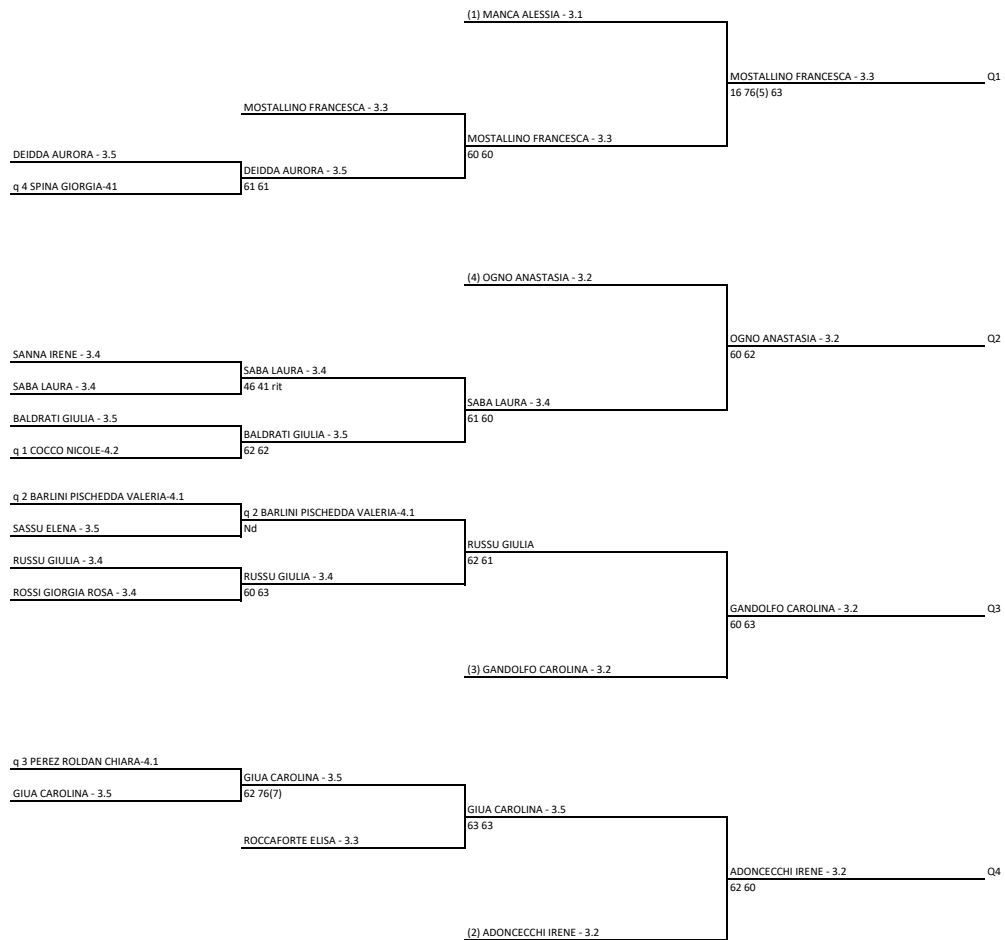 (1) MANCA ALESSIA - 3.1
MOSTALLINO FRANCESCA - 3.3 Q1
16 76(5) 63
MOSTALLINO FRANCESCA - 3.3
MOSTALLINO FRANCESCA - 3.3
60 60
DEIDDA AURORA - 3.5
DEIDDA AURORA - 3.5
61 61
q 4 SPINA GIORGIA-41
(4) OGNO ANASTASIA - 3.2
OGNO ANASTASIA - 3.2 Q2
60 62
SANNA IRENE - 3.4
SABA LAURA - 3.4
46 41 rit
SABA LAURA - 3.4
SABA LAURA - 3.4
61 60
BALDRATI GIULIA - 3.5
BALDRATI GIULIA - 3.5
62 62
q 1 COCCO NICOLE-4.2
q 2 BARLINI PISCHEDDA VALERIA-4.1
q 2 BARLINI PISCHEDDA VALERIA-4.1
Nd
SASSU ELENA - 3.5
RUSSU GIULIA
62 61
RUSSU GIULIA - 3.4
RUSSU GIULIA - 3.4
60 63
ROSSI GIORGIA ROSA - 3.4
GANDOLFO CAROLINA - 3.2 Q3
60 63
(3) GANDOLFO CAROLINA - 3.2
q 3 PEREZ ROLDAN CHIARA-4.1
GIUA CAROLINA - 3.5
62 76(7)
GIUA CAROLINA - 3.5
GIUA CAROLINA - 3.5
63 63
ROCCAFORTE ELISA - 3.3
ADONCECCHI IRENE - 3.2 Q4
62 60
(2) ADONCECCHI IRENE - 3.2